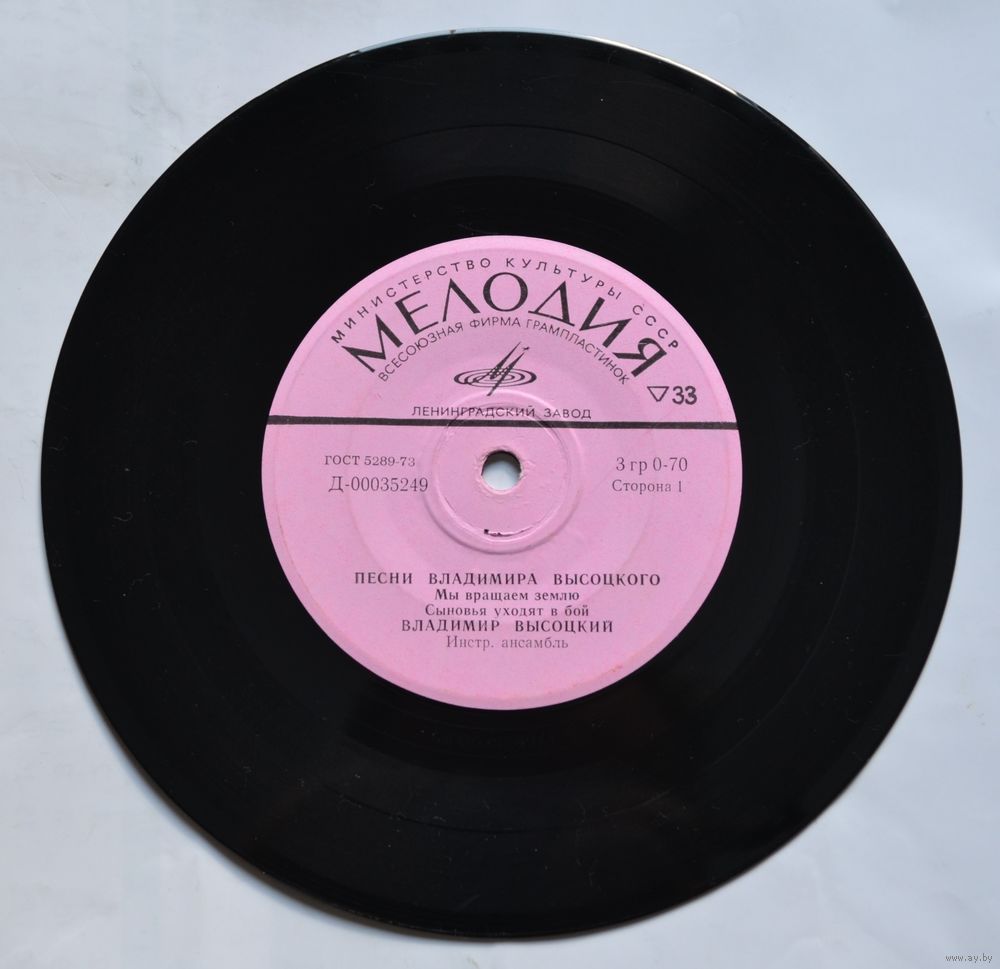 МИНИСТЕРСТВО КУЛЬТУРЫ СССР
МЕЛОДИЯ
ВСЕСОЮЗНАЯ ФИРМА ГРАМПЛАСТИНОК
▽33
ЛЕНИНГРАДСКИЙ ЗАВОД
ГОСТ 5289-73
Д-00035249
3 гр 0-70
Сторона 1
ПЕСНИ ВЛАДИМИРА ВЫСОЦКОГО
Мы вращаем землю
Сыновья уходят в бой
ВЛАДИМИР ВЫСОЦКИЙ
Инстр. ансамбль
www.ay.by